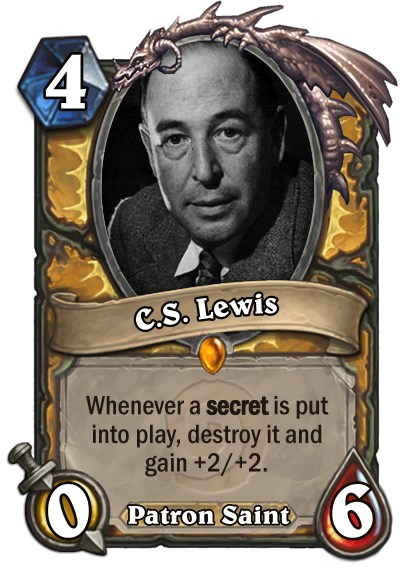 4
C.S. Lewis
Whenever a secret is put
into play, destroy it and
gain +2/+2.
0
Patron Saint
6